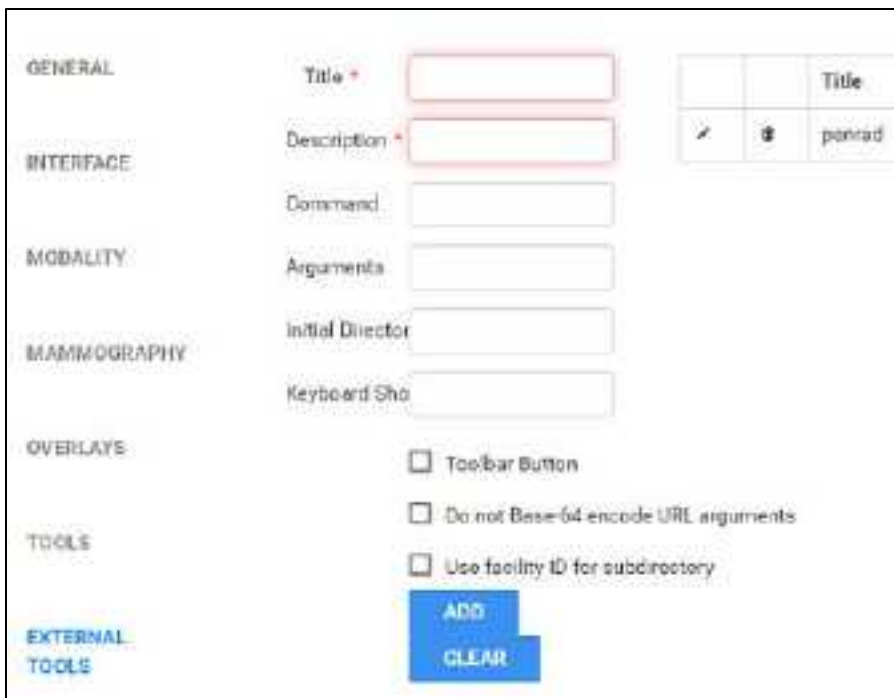 GENERAL
INTERFACE
MODALITY
MAMMOGRAPHY
OVERLAYS
TOOLS
EXTERNAL
TOOLS
Title *
Description *
Command
Arguments
Initial Director
Keyboard Sho
Toolbar Button
Do not Base-64 encode URL arguments
Use facility ID for subdirectory
ADD
CLEAR
Title
penrad